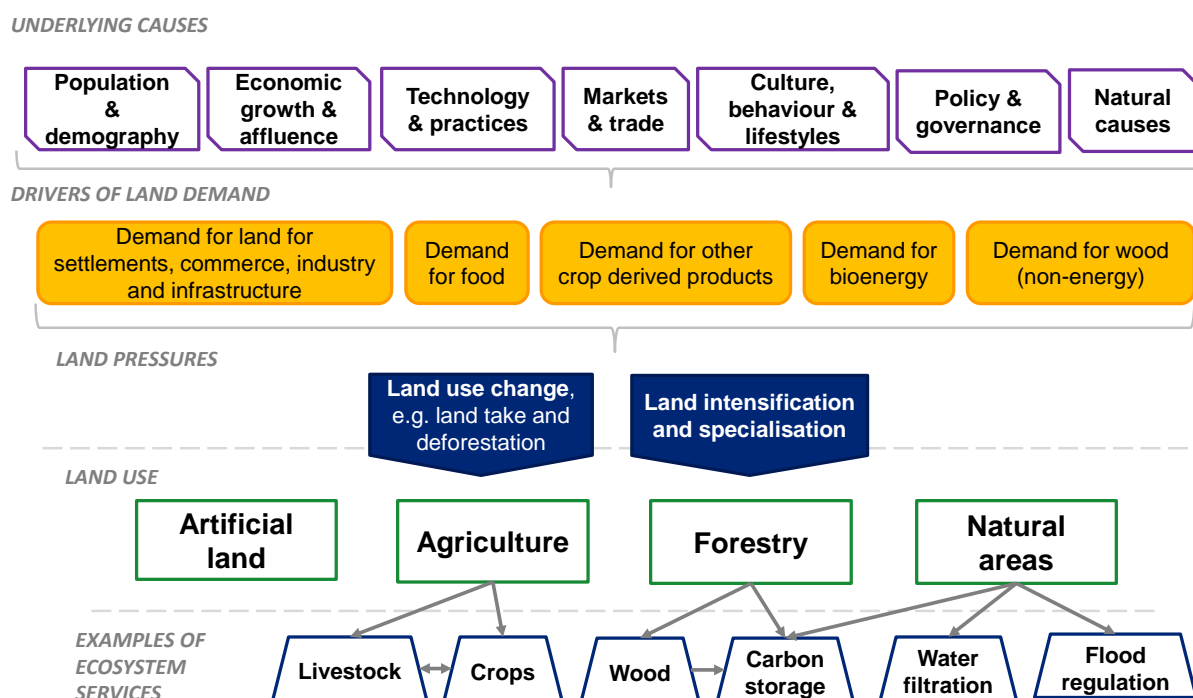 UNDERLYING CAUSES
Population
&
demography
Economic
growth &
affluence
Technology
& practices
Markets
& trade
Culture,
behaviour &
lifestyles
Policy &
governance
Natural
causes
DRIVERS OF LAND DEMAND
Demand for land for
settlements, commerce, industry
and infrastructure
Demand
for food
Demand for other
crop derived products
Demand for
bioenergy
Demand for wood
(non-energy)
LAND PRESSURES
Land use change,
e.g. land take and
deforestation
Land intensification
and specialisation
LAND USE
Artificial
land
Agriculture
Forestry
Natural
areas
EXAMPLES OF
ECOSYSTEM
SERVICES
Livestock
Crops
Wood
Carbon
storage
Water
filtration
Flood
regulation